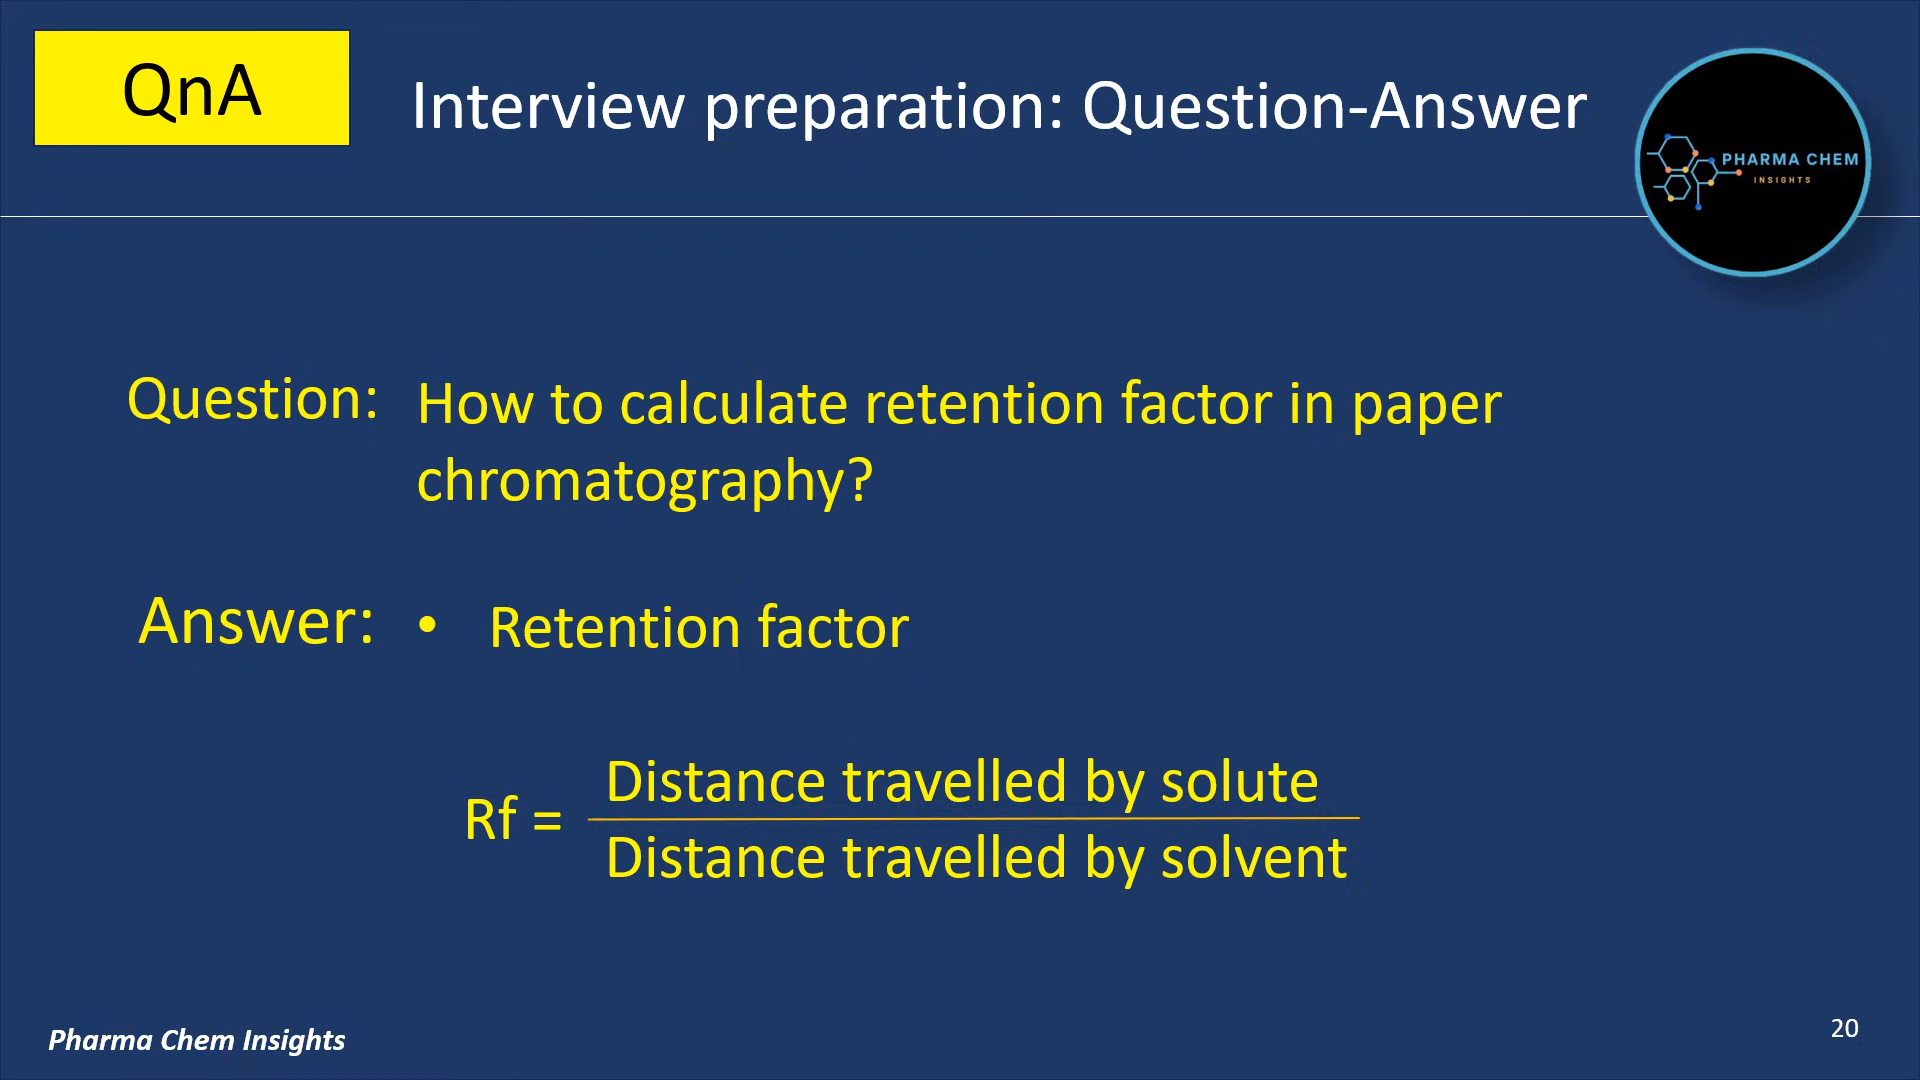 QnA
Interview preparation: Question-Answer
PHARMA CHEM
INSIGHTS
Question: How to calculate retention factor in paper
chromatography?
Answer: • Retention factor
Rf = Distance travelled by solute
Distance travelled by solvent
Pharma Chem Insights
20